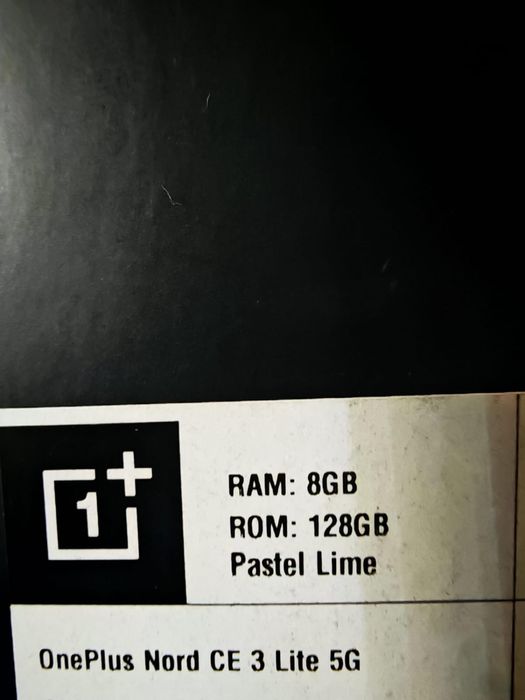 1+
RAM: 8GB
ROM: 128GB
Pastel Lime
OnePlus Nord CE 3 Lite 5G